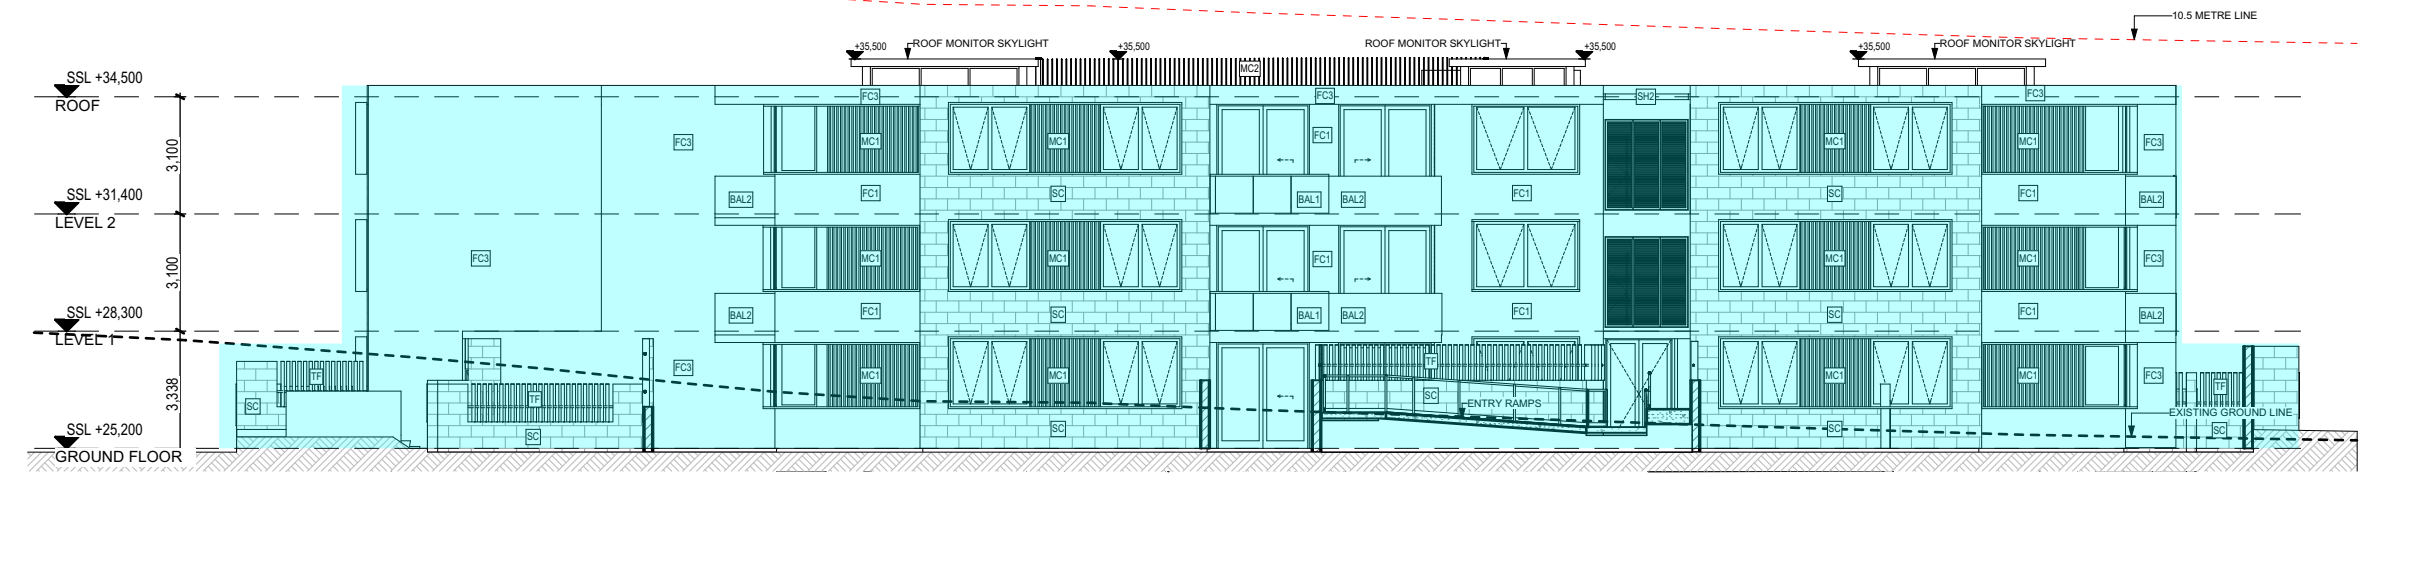 10.5 METRE LINE
+35,500 ROOF MONITOR SKYLIGHT +35,500 ROOF MONITOR SKYLIGHT +35,500 +35,500 ROOF MONITOR SKYLIGHT
MC2
SSL +34,500
ROOF
FC3 FC3 SH2 FC3
3,100
FC3 MC1 MC1 FC1 MC1 MC1 FC3
SSL +31,400
LEVEL 2
BAL2 FC1 SC BAL1 BAL2 FC1 SC FC1 BAL2
3,100
FC3 MC1 MC1 FC1 MC1 MC1 FC3
SSL +28,300
LEVEL 1
BAL2 FC1 SC BAL1 BAL2 FC1 SC FC1 BAL2
3,338
TF FC3 MC1 MC1 TF MC1 MC1 FC3 TF
SC TF SC ENTRY RAMPS EXISTING GROUND LINE
SSL +25,200
GROUND FLOOR
SC SC SC SC